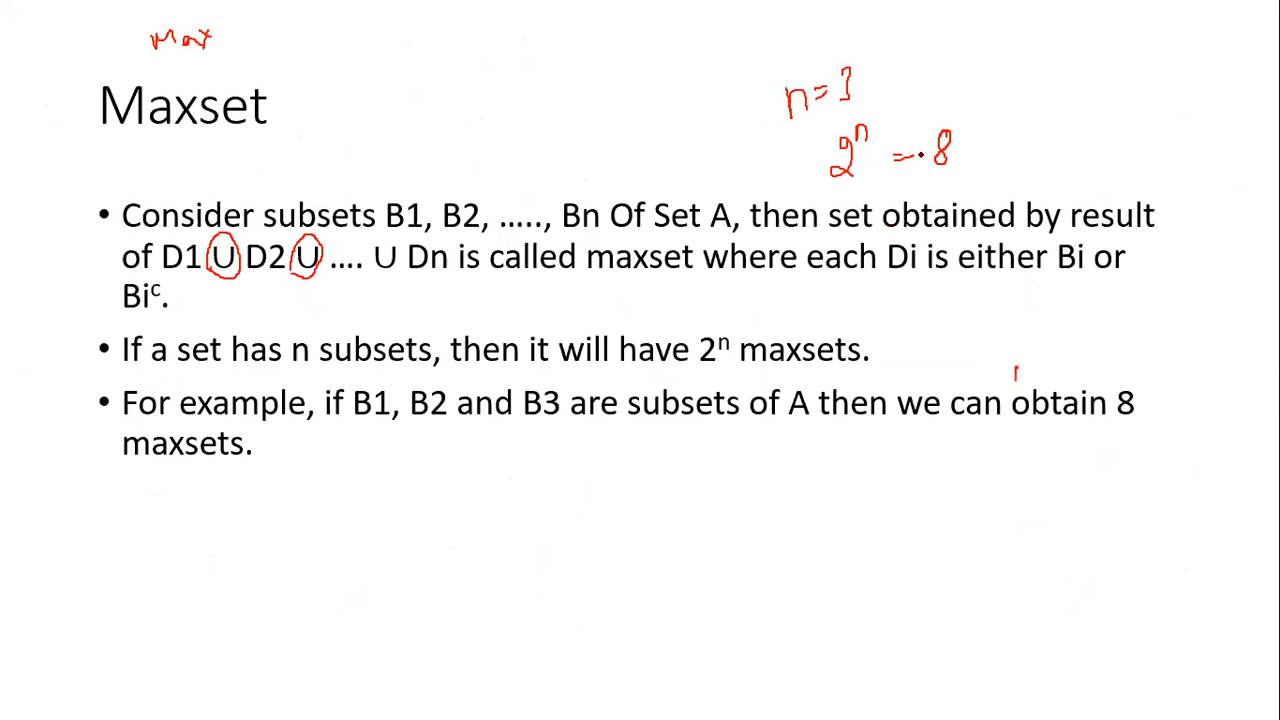 Max
Maxset
n = 3
2ⁿ = 8
• Consider subsets B1, B2, ….., Bn Of Set A, then set obtained by result
of D1 ∪ D2 ∪ …. ∪ Dn is called maxset where each Di is either Bi or
Biᶜ.
• If a set has n subsets, then it will have 2ⁿ maxsets.
• For example, if B1, B2 and B3 are subsets of A then we can obtain 8
maxsets.